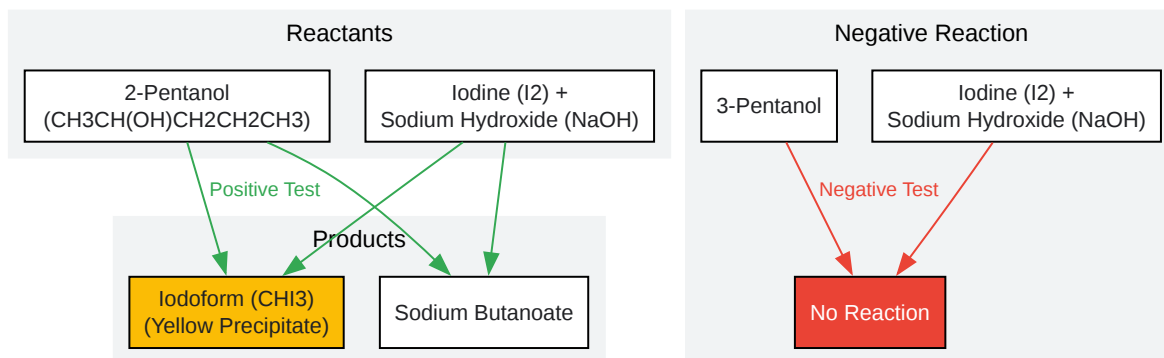 Reactants
2-Pentanol
(CH3CH(OH)CH2CH2CH3)
Iodine (I2) +
Sodium Hydroxide (NaOH)
Positive Test
Products
Iodoform (CHI3)
(Yellow Precipitate)
Sodium Butanoate
Negative Reaction
3-Pentanol
Iodine (I2) +
Sodium Hydroxide (NaOH)
Negative Test
No Reaction